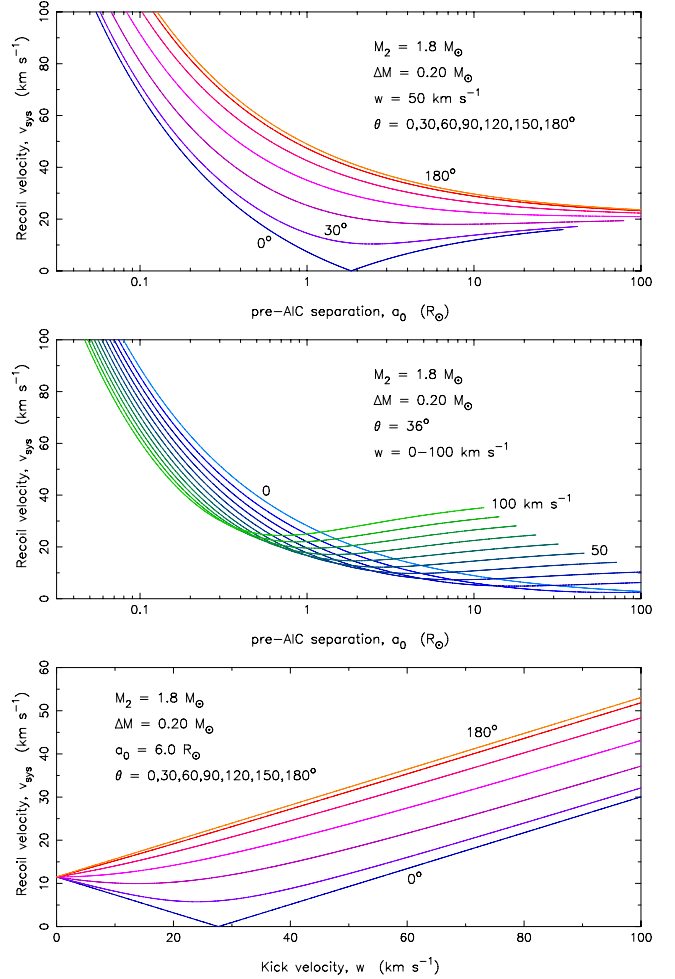 M₂ = 1.8 M⊙
ΔM = 0.20 M⊙
w = 50 km s⁻¹
θ = 0,30,60,90,120,150,180°
180°
30°
0°
Recoil velocity, v_sys (km s⁻¹)
0 20 40 60 80 100
0.1 1 10 100
pre-AIC separation, a₀ (R⊙)
M₂ = 1.8 M⊙
ΔM = 0.20 M⊙
θ = 36°
w = 0-100 km s⁻¹
0
100 km s⁻¹
50
Recoil velocity, v_sys (km s⁻¹)
0 20 40 60 80 100
0.1 1 10 100
pre-AIC separation, a₀ (R⊙)
M₂ = 1.8 M⊙
ΔM = 0.20 M⊙
a₀ = 6.0 R⊙
θ = 0,30,60,90,120,150,180°
180°
0°
Recoil velocity, v_sys (km s⁻¹)
0 10 20 30 40 50 60
0 20 40 60 80 100
Kick velocity, w (km s⁻¹)